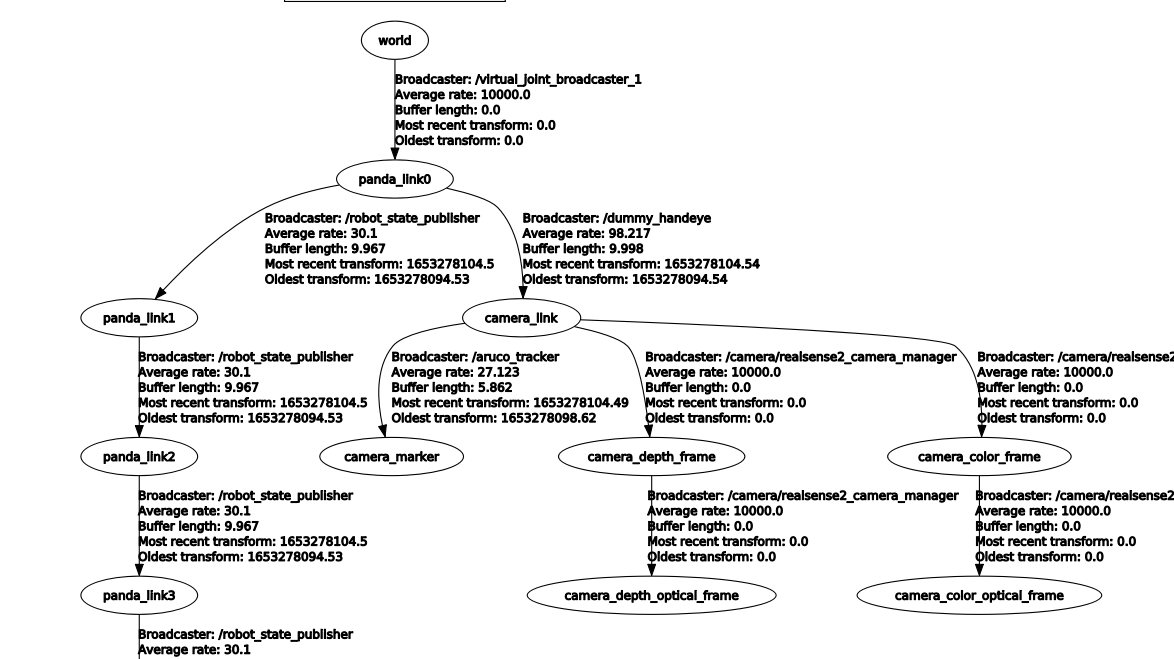 world
Broadcaster: /virtual_joint_broadcaster_1
Average rate: 10000.0
Buffer length: 0.0
Most recent transform: 0.0
Oldest transform: 0.0
panda_link0
Broadcaster: /robot_state_publisher
Average rate: 30.1
Buffer length: 9.967
Most recent transform: 1653278104.5
Oldest transform: 1653278094.53
Broadcaster: /dummy_handeye
Average rate: 98.217
Buffer length: 9.998
Most recent transform: 1653278104.54
Oldest transform: 1653278094.54
panda_link1
camera_link
Broadcaster: /robot_state_publisher
Average rate: 30.1
Buffer length: 9.967
Most recent transform: 1653278104.5
Oldest transform: 1653278094.53
Broadcaster: /aruco_tracker
Average rate: 27.123
Buffer length: 5.862
Most recent transform: 1653278104.49
Oldest transform: 1653278098.62
Broadcaster: /camera/realsense2_camera_manager
Average rate: 10000.0
Buffer length: 0.0
Most recent transform: 0.0
Oldest transform: 0.0
Broadcaster: /camera/realsense2
Average rate: 10000.0
Buffer length: 0.0
Most recent transform: 0.0
Oldest transform: 0.0
panda_link2
camera_marker
camera_depth_frame
camera_color_frame
Broadcaster: /robot_state_publisher
Average rate: 30.1
Buffer length: 9.967
Most recent transform: 1653278104.5
Oldest transform: 1653278094.53
Broadcaster: /camera/realsense2_camera_manager
Average rate: 10000.0
Buffer length: 0.0
Most recent transform: 0.0
Oldest transform: 0.0
Broadcaster: /camera/realsense2
Average rate: 10000.0
Buffer length: 0.0
Most recent transform: 0.0
Oldest transform: 0.0
panda_link3
camera_depth_optical_frame
camera_color_optical_frame
Broadcaster: /robot_state_publisher
Average rate: 30.1